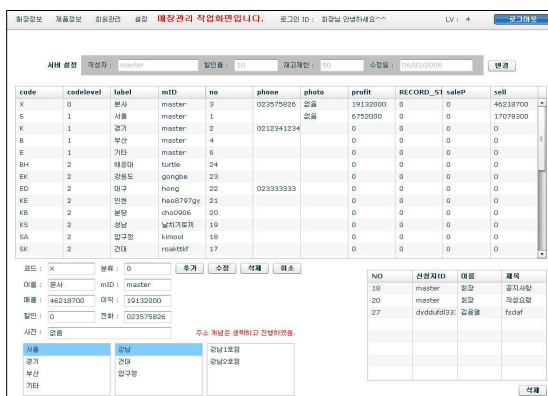 매장정보 제품정보 회원관리 설정 매장관리 작업화면입니다. 로그인 ID : 회장님 안녕하세요^^ LV : 4 로그아웃
서버 설정 작성자 : master 할인률 : 10 재고제한 : 50 수정일 : 06/03/2008 변경
code codelevel label mID no phone photo profit RECORD_ST saleP sell
X 0 본사 master 3 023575826 없음 19132000 0 0 46218700
S 1 서울 master 1 없음 6752000 0 0 17078300
K 1 경기 master 2 0212341234 0 0 0 0
B 1 부산 master 4 0 0 0 0
E 1 기타 master 6 0 0 0 0
BH 2 해운대 turtle 24 0 0 0 0
EK 2 강원도 gongbe 23 0 0 0 0
ED 2 대구 hong 22 023333333 0 0 0 0
KE 2 인천 heo8797gy 21 0 0 0 0
KB 2 분당 cho0906 20 0 0 0 0
KS 2 성남 날치기토끼 19 0 0 0 0
SA 2 압구정 kimool 18 0 0 0 0
SK 2 건대 roakttkf 17 0 0 0 0
코드 : X 분류 : 0 추가 수정 삭제 취소
이름 : 본사 mID : master
매출 : 46218700 이익 : 19132000
할인 : 0 전화 : 023575826
사진 : 없음 주소 개념은 생략하고 진행하였음.
서울 강남 강남1호점
경기 건대 강남2호점
부산 압구정
기타
NO 신청자ID 이름 제목
18 master 회장 공지사항
20 master 회장 작성요령
27 dyddufdl33 김용열 fsdaf
삭제